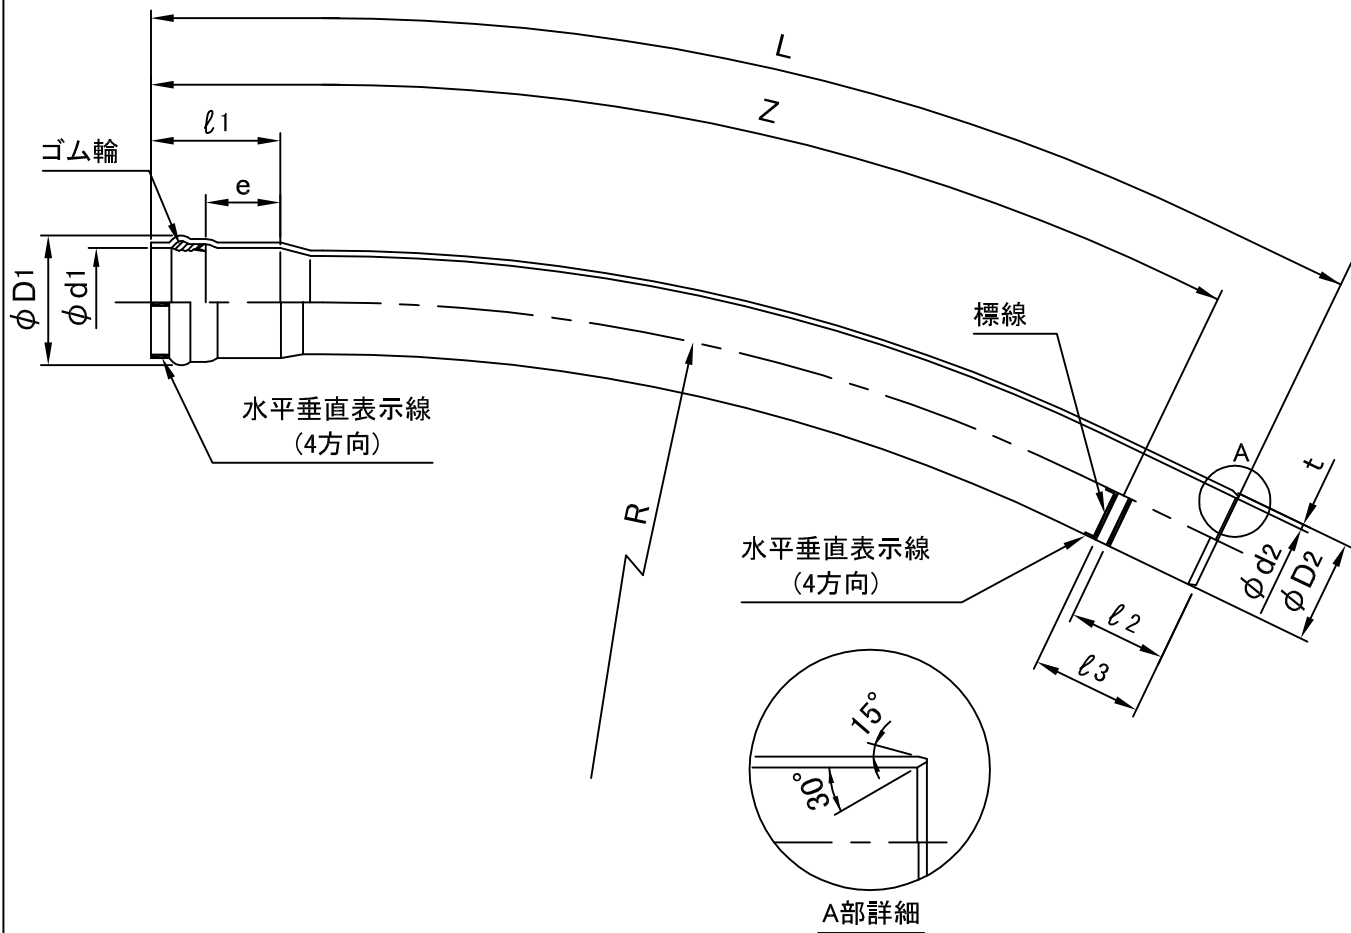 L
Z
ℓ1
ゴム輪
e
φD1
φd1
標線
水平垂直表示線
(4方向)
A
t
R
水平垂直表示線
(4方向)
φd2
φD2
ℓ2
ℓ3
15°
30°
A部詳細